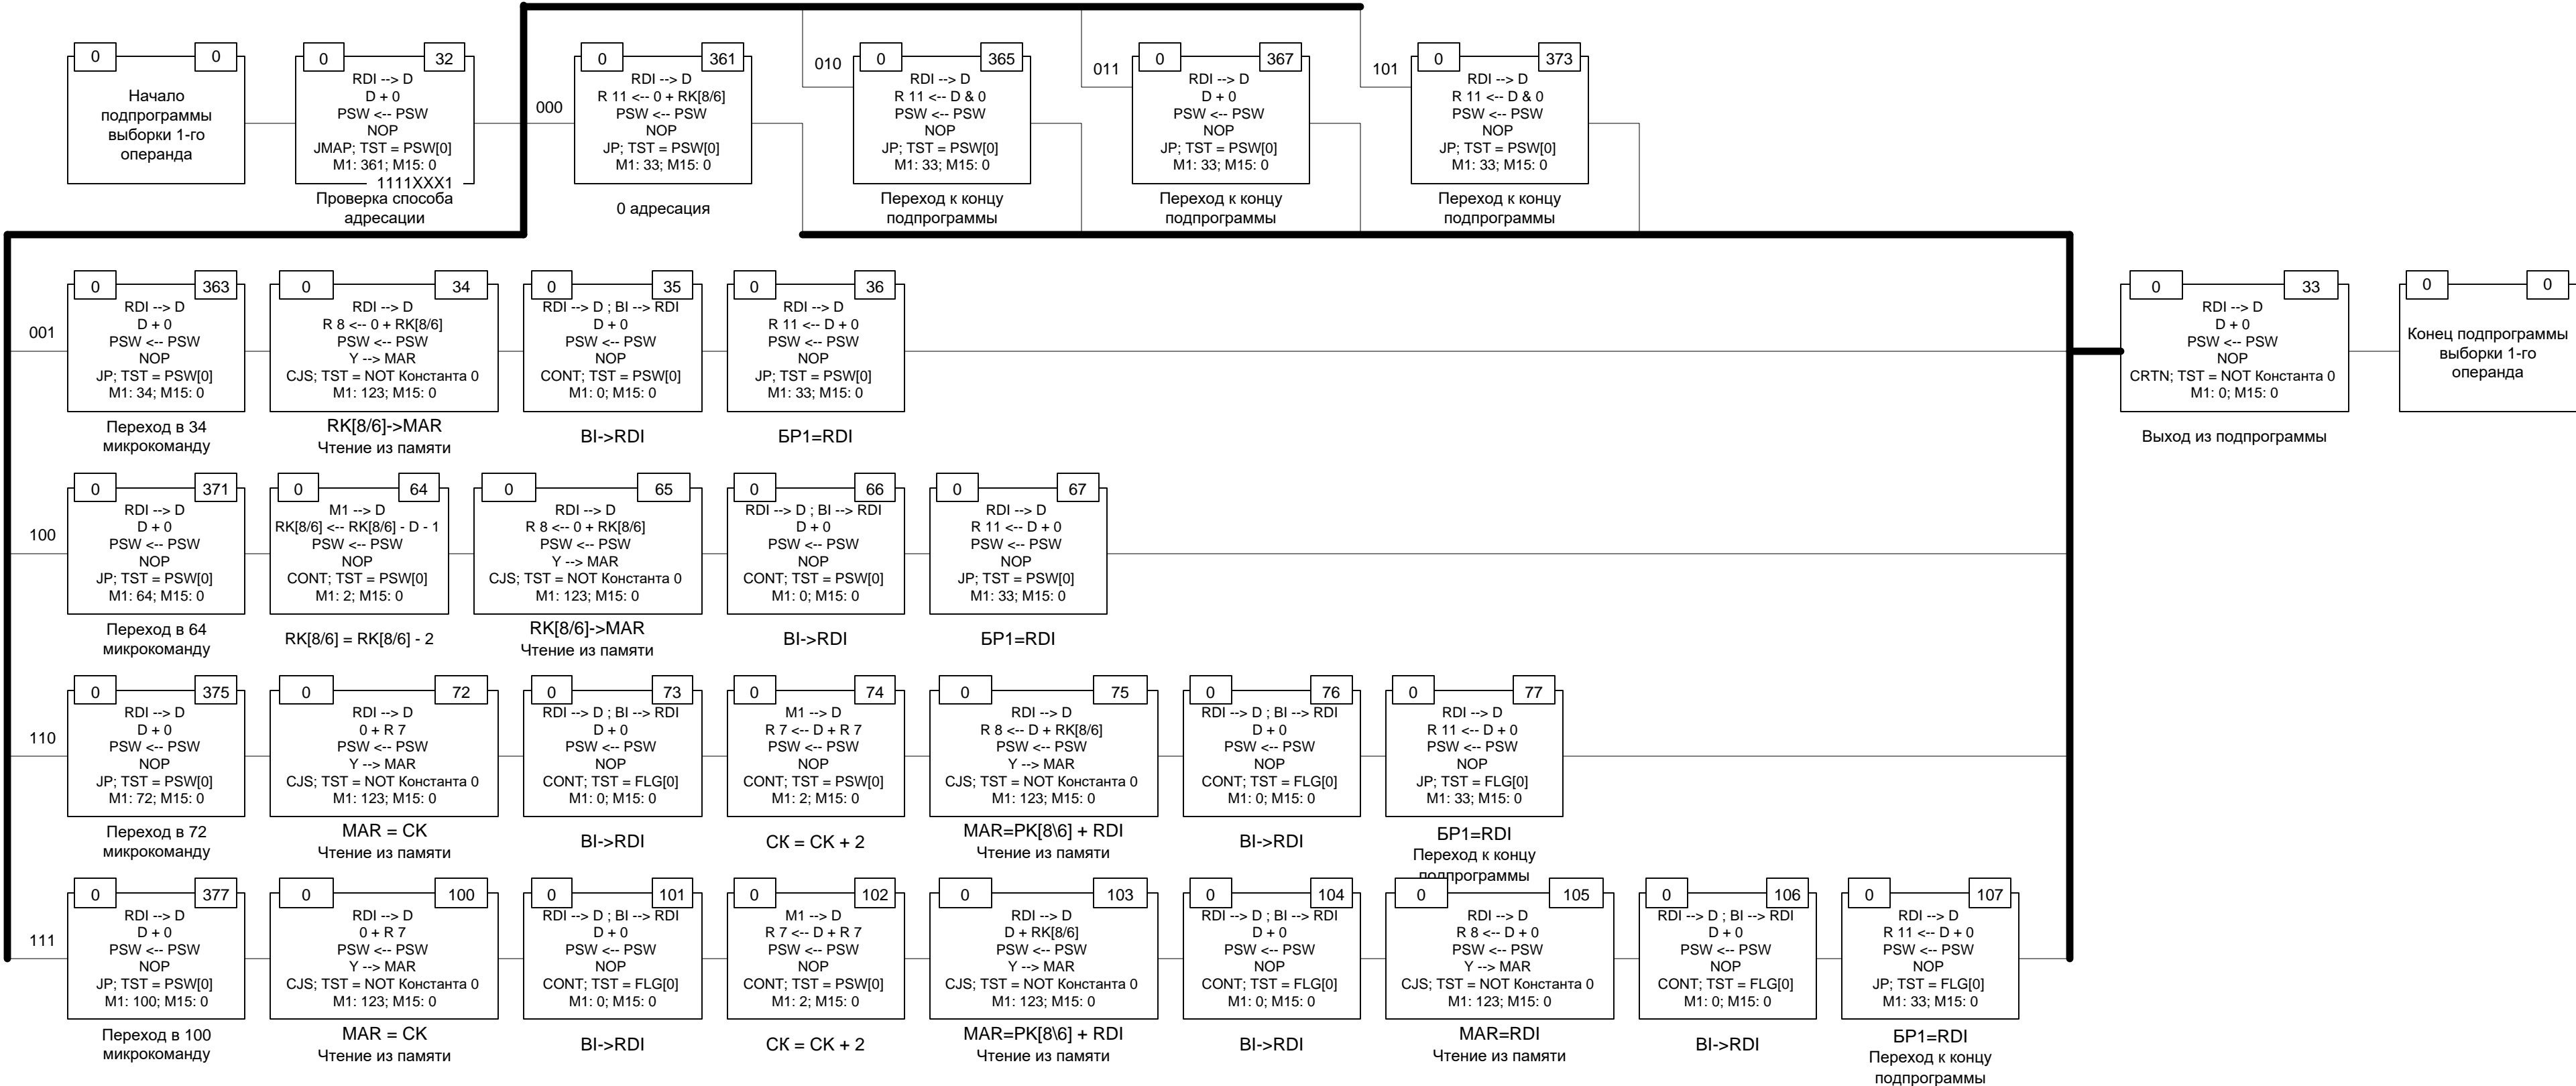 0 0
Начало
подпрограммы
выборки 1-го
операнда
0 32
RDI --> D
D + 0
PSW <-- PSW
NOP
JMAP; TST = PSW[0]
M1: 361; M15: 0
1111XXX1
Проверка способа
адресации
000
0 361
RDI --> D
R 11 <-- 0 + RK[8/6]
PSW <-- PSW
NOP
JP; TST = PSW[0]
M1: 33; M15: 0
0 адресация
010
0 365
RDI --> D
R 11 <-- D & 0
PSW <-- PSW
NOP
JP; TST = PSW[0]
M1: 33; M15: 0
Переход к концу
подпрограммы
011
0 367
RDI --> D
D + 0
PSW <-- PSW
NOP
JP; TST = PSW[0]
M1: 33; M15: 0
Переход к концу
подпрограммы
101
0 373
RDI --> D
R 11 <-- D & 0
PSW <-- PSW
NOP
JP; TST = PSW[0]
M1: 33; M15: 0
Переход к концу
подпрограммы
001
0 363
RDI --> D
D + 0
PSW <-- PSW
NOP
JP; TST = PSW[0]
M1: 34; M15: 0
Переход в 34
микрокоманду
0 34
RDI --> D
R 8 <-- 0 + RK[8/6]
PSW <-- PSW
Y --> MAR
CJS; TST = NOT Константа 0
M1: 123; M15: 0
RK[8/6]->MAR
Чтение из памяти
0 35
RDI --> D ; BI --> RDI
D + 0
PSW <-- PSW
NOP
CONT; TST = PSW[0]
M1: 0; M15: 0
BI->RDI
0 36
RDI --> D
R 11 <-- D + 0
PSW <-- PSW
NOP
JP; TST = PSW[0]
M1: 33; M15: 0
БР1=RDI
0 33
RDI --> D
D + 0
PSW <-- PSW
NOP
CRTN; TST = NOT Константа 0
M1: 0; M15: 0
Выход из подпрограммы
0 0
Конец подпрограммы
выборки 1-го
операнда
100
0 371
RDI --> D
D + 0
PSW <-- PSW
NOP
JP; TST = PSW[0]
M1: 64; M15: 0
Переход в 64
микрокоманду
0 64
M1 --> D
RK[8/6] <-- RK[8/6] - D - 1
PSW <-- PSW
NOP
CONT; TST = PSW[0]
M1: 2; M15: 0
RK[8/6] = RK[8/6] - 2
0 65
RDI --> D
R 8 <-- 0 + RK[8/6]
PSW <-- PSW
Y --> MAR
CJS; TST = NOT Константа 0
M1: 123; M15: 0
RK[8/6]->MAR
Чтение из памяти
0 66
RDI --> D ; BI --> RDI
D + 0
PSW <-- PSW
NOP
CONT; TST = PSW[0]
M1: 0; M15: 0
BI->RDI
0 67
RDI --> D
R 11 <-- D + 0
PSW <-- PSW
NOP
JP; TST = PSW[0]
M1: 33; M15: 0
БР1=RDI
110
0 375
RDI --> D
D + 0
PSW <-- PSW
NOP
JP; TST = PSW[0]
M1: 72; M15: 0
Переход в 72
микрокоманду
0 72
RDI --> D
0 + R 7
PSW <-- PSW
Y --> MAR
CJS; TST = NOT Константа 0
M1: 123; M15: 0
MAR = СК
Чтение из памяти
0 73
RDI --> D ; BI --> RDI
D + 0
PSW <-- PSW
NOP
CONT; TST = FLG[0]
M1: 0; M15: 0
BI->RDI
0 74
M1 --> D
R 7 <-- D + R 7
PSW <-- PSW
NOP
CONT; TST = PSW[0]
M1: 2; M15: 0
СК = СК + 2
0 75
RDI --> D
R 8 <-- D + RK[8/6]
PSW <-- PSW
Y --> MAR
CJS; TST = NOT Константа 0
M1: 123; M15: 0
MAR=РК[8\6] + RDI
Чтение из памяти
0 76
RDI --> D ; BI --> RDI
D + 0
PSW <-- PSW
NOP
CONT; TST = FLG[0]
M1: 0; M15: 0
BI->RDI
0 77
RDI --> D
R 11 <-- D + 0
PSW <-- PSW
NOP
JP; TST = FLG[0]
M1: 33; M15: 0
БР1=RDI
Переход к концу
подпрограммы
111
0 377
RDI --> D
D + 0
PSW <-- PSW
NOP
JP; TST = PSW[0]
M1: 100; M15: 0
Переход в 100
микрокоманду
0 100
RDI --> D
0 + R 7
PSW <-- PSW
Y --> MAR
CJS; TST = NOT Константа 0
M1: 123; M15: 0
MAR = СК
Чтение из памяти
0 101
RDI --> D ; BI --> RDI
D + 0
PSW <-- PSW
NOP
CONT; TST = FLG[0]
M1: 0; M15: 0
BI->RDI
0 102
M1 --> D
R 7 <-- D + R 7
PSW <-- PSW
NOP
CONT; TST = PSW[0]
M1: 2; M15: 0
СК = СК + 2
0 103
RDI --> D
D + RK[8/6]
PSW <-- PSW
Y --> MAR
CJS; TST = NOT Константа 0
M1: 123; M15: 0
MAR=РК[8\6] + RDI
Чтение из памяти
0 104
RDI --> D ; BI --> RDI
D + 0
PSW <-- PSW
NOP
CONT; TST = FLG[0]
M1: 0; M15: 0
BI->RDI
0 105
RDI --> D
R 8 <-- D + 0
PSW <-- PSW
Y --> MAR
CJS; TST = NOT Константа 0
M1: 123; M15: 0
MAR=RDI
Чтение из памяти
0 106
RDI --> D ; BI --> RDI
D + 0
PSW <-- PSW
NOP
CONT; TST = FLG[0]
M1: 0; M15: 0
BI->RDI
0 107
RDI --> D
R 11 <-- D + 0
PSW <-- PSW
NOP
JP; TST = FLG[0]
M1: 33; M15: 0
БР1=RDI
Переход к концу
подпрограммы